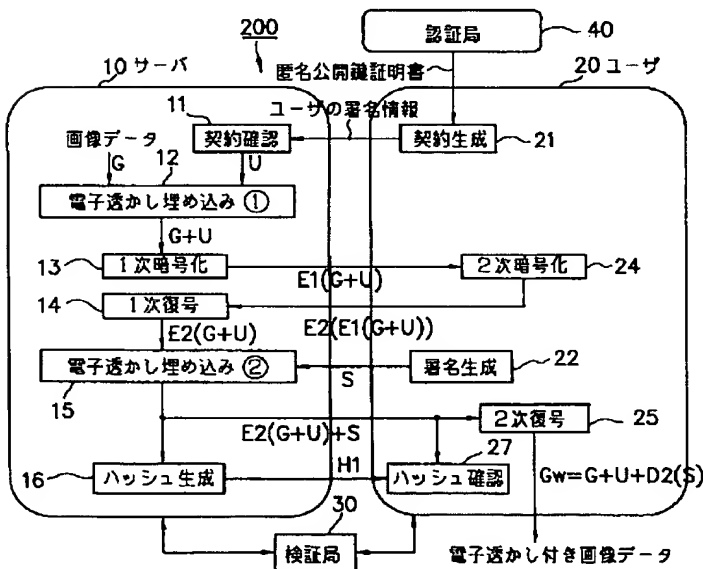 200
認証局
40
10 サーバ
匿名公開鍵証明書
20 ユーザ
11
ユーザの署名情報
画像データ
契約確認
契約生成
21
G
12
U
電子透かし埋め込み ①
G+U
13
1次暗号化
2次暗号化
24
E1(G+U)
14
1次復号
E2(G+U)
E2(E1(G+U))
電子透かし埋め込み ②
署名生成
22
S
15
2次復号
25
E2(G+U)+S
27
16
ハッシュ生成
H1
ハッシュ確認
Gw=G+U+D2(S)
30
検証局
電子透かし付き画像データ